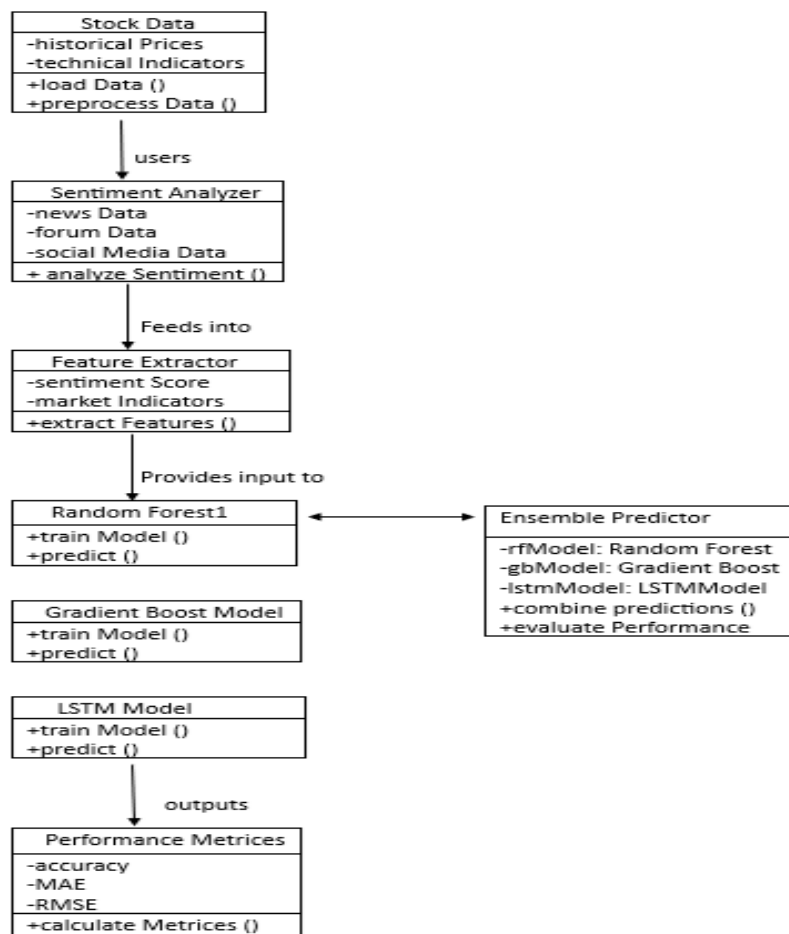 Stock Data
-historical Prices
-technical Indicators
+load Data ()
+preprocess Data ()
users
Sentiment Analyzer
-news Data
-forum Data
-social Media Data
+ analyze Sentiment ()
Feeds into
Feature Extractor
-sentiment Score
-market Indicators
+extract Features ()
Provides input to
Random Forest1
+train Model ()
+predict ()
Ensemble Predictor
-rfModel: Random Forest
-gbModel: Gradient Boost
-lstmModel: LSTMModel
+combine predictions ()
+evaluate Performance
Gradient Boost Model
+train Model ()
+predict ()
LSTM Model
+train Model ()
+predict ()
outputs
Performance Metrices
-accuracy
-MAE
-RMSE
+calculate Metrices ()